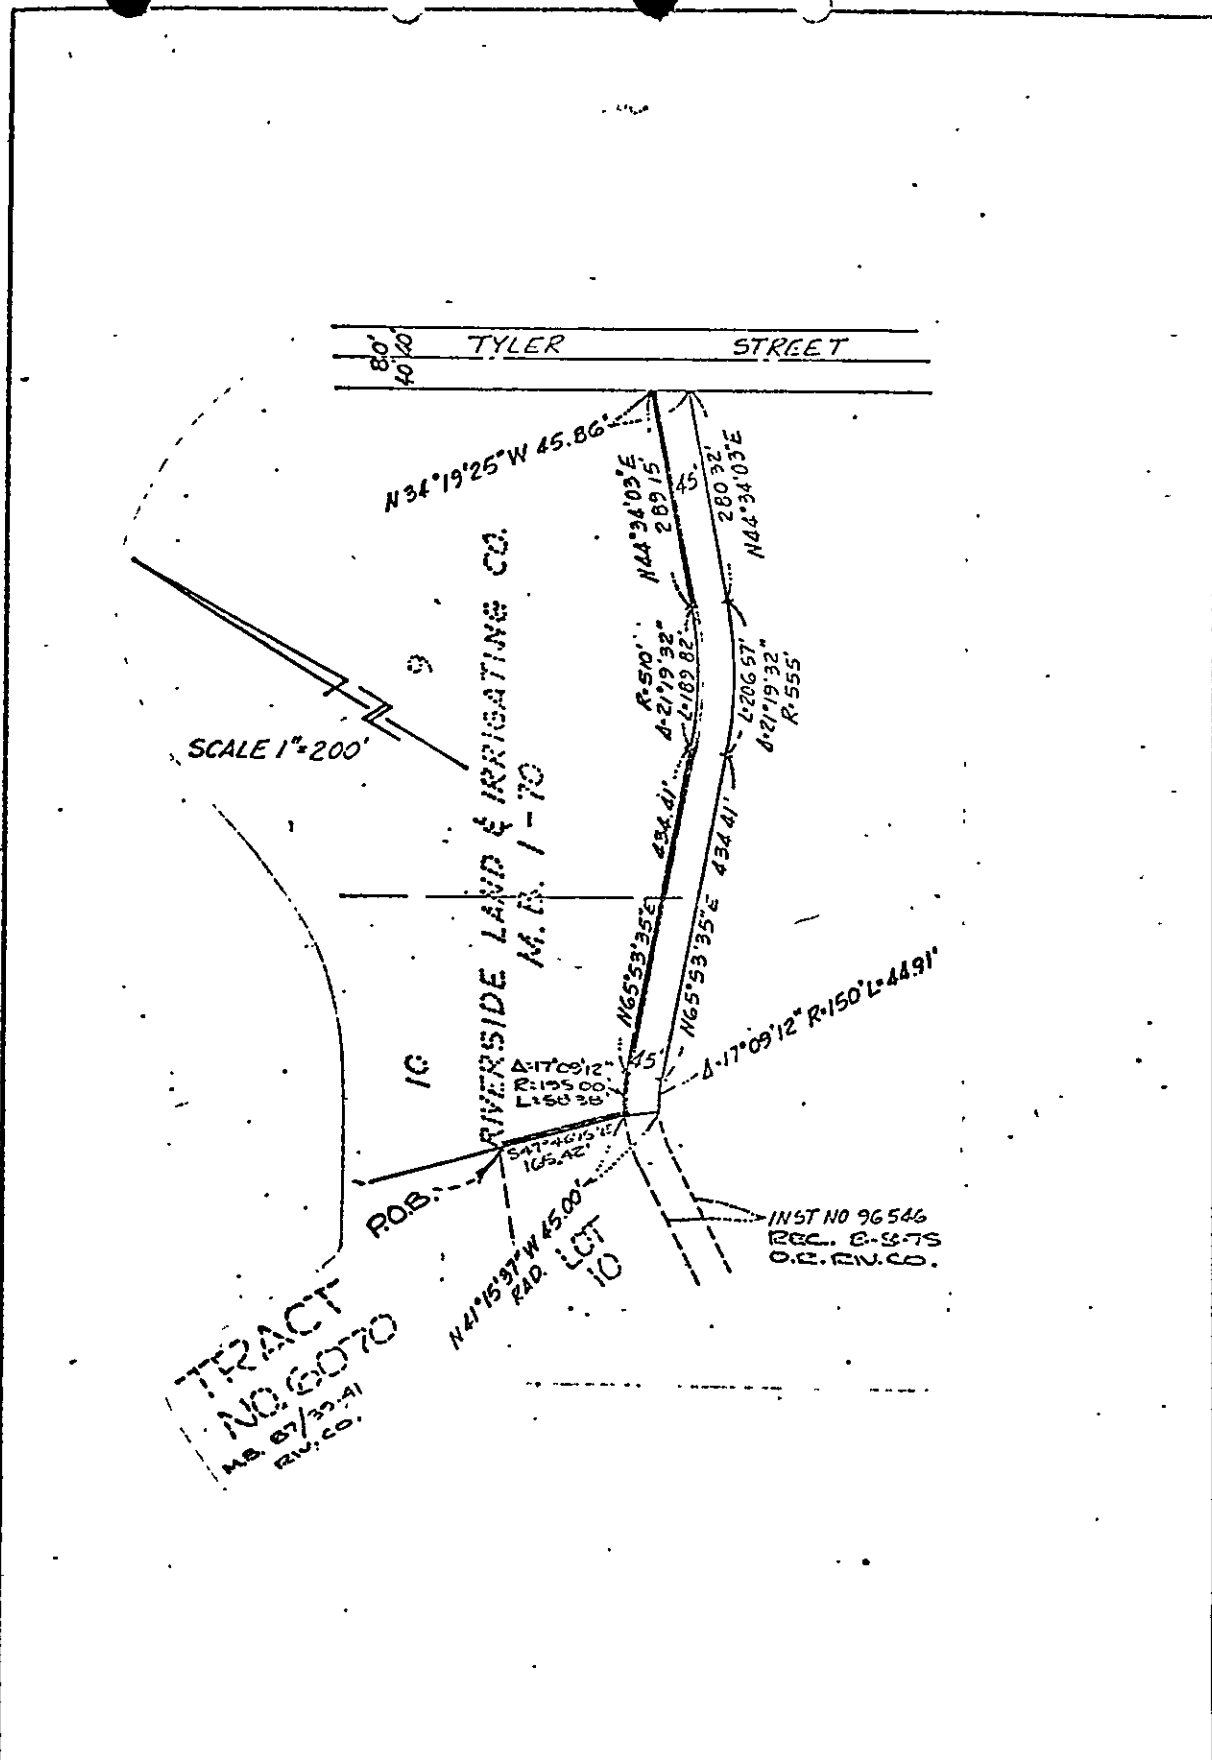 TYLER STREET
80'
40' 40'
N34°19'25"W 45.86'
N44°34'03"E
289 15'
45'
280 32'
N44°34'03"E
RIVERSIDE LAND & IRRIGATING CO.
M.B. 1-70
9
SCALE 1"=200'
R=510'
Δ=21°19'32"
L=189 82'
L=206 57'
Δ=21°19'32"
R=555'
434.41'
N65°53'35"E
N65°53'35"E 434 41'
10
Δ=17°09'12"
R=195 00'
L=58 38'
45'
Δ=17°09'12" R=150' L=44.91'
165.42'
P.O.B.
N41°15'37"W 45.00'
RAD.
LOT
10
INST NO 96546
REC. 8-8-75
O.R. RIV. CO.
TRACT
NO. 6070
M.B. 87/39-41
RIV. CO.